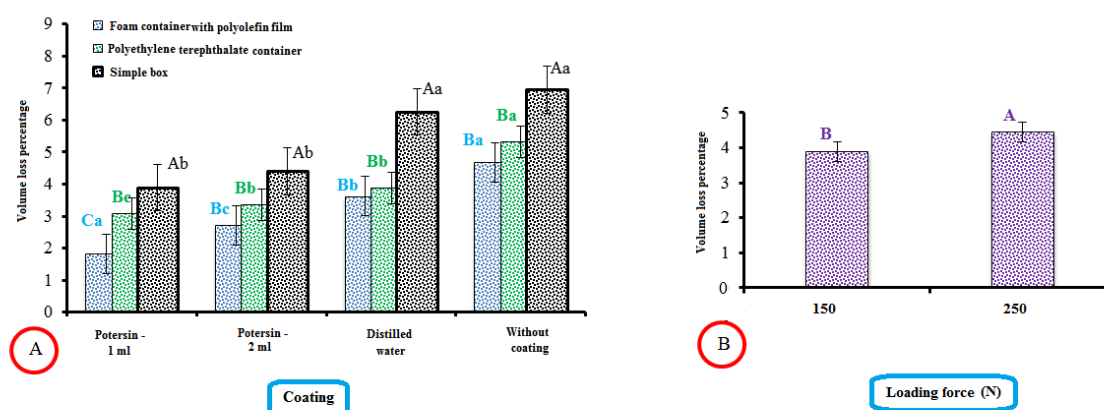 9
8
7
6
5
4
3
2
1
0
Volume loss percentage
Foam container with polyolefin film
Polyethylene terephthalate container
Simple box
Ca
Be
Ab
Bc
Bb
Ab
Bb
Bb
Aa
Ba
Ba
Aa
Potersin -
1 ml
Potersin -
2 ml
Distilled
water
Without
coating
A
Coating
5
4
3
2
1
0
Volume loss percentage
B
A
150
250
B
Loading force (N)